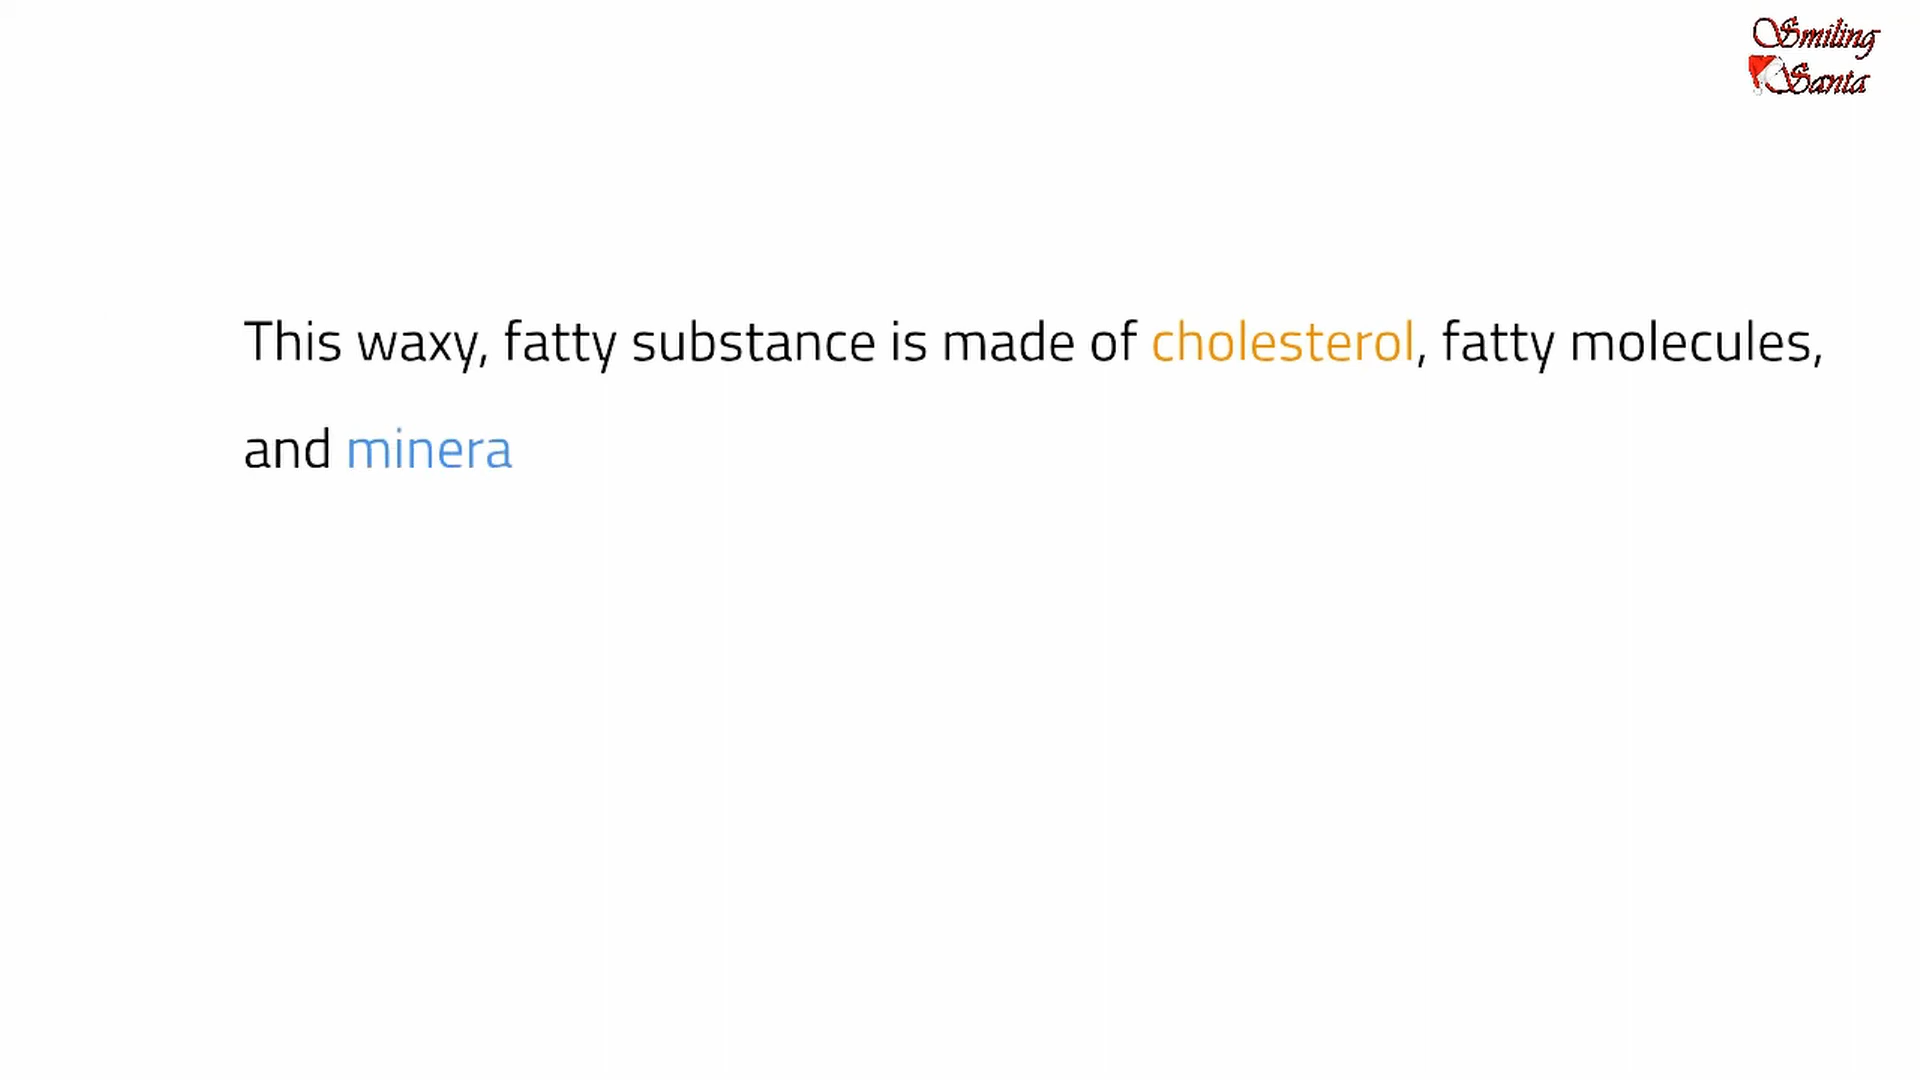 Smiling
Santa
This waxy, fatty substance is made of cholesterol, fatty molecules,
and minera